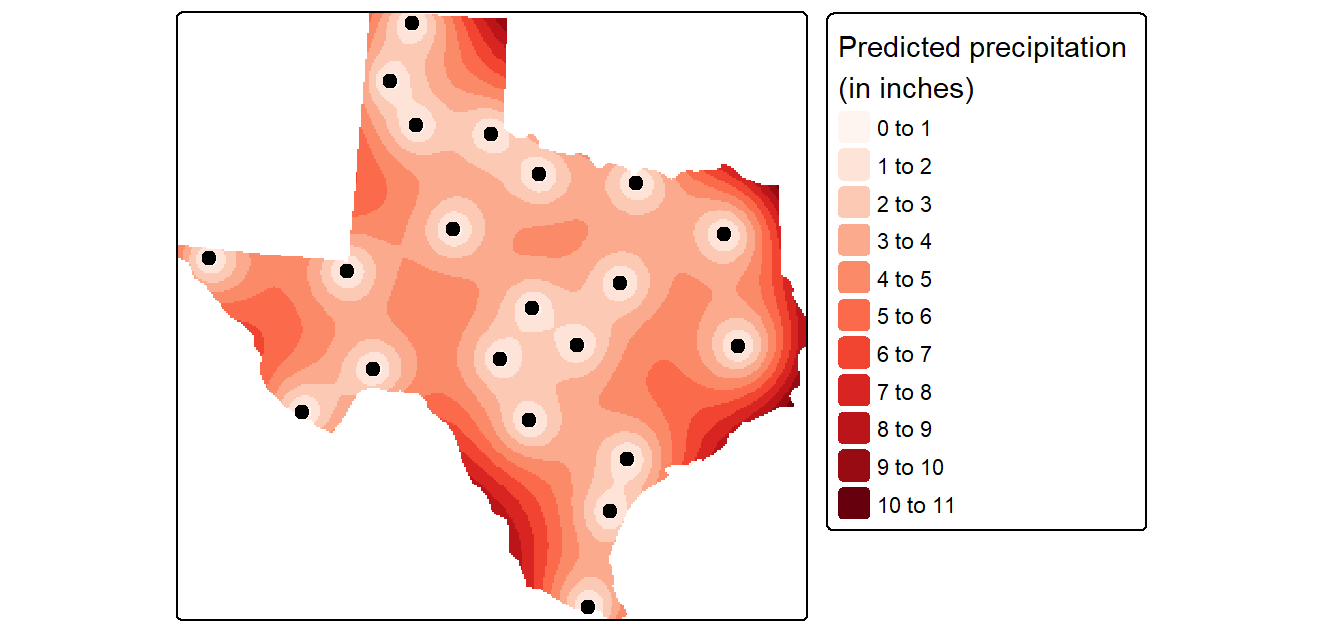 Predicted precipitation
(in inches)
0 to 1
1 to 2
2 to 3
3 to 4
4 to 5
5 to 6
6 to 7
7 to 8
8 to 9
9 to 10
10 to 11